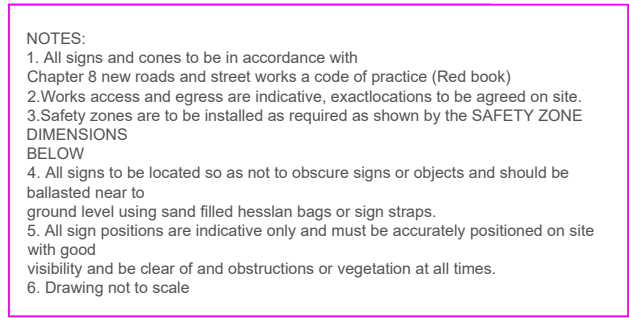 NOTES:
1. All signs and cones to be in accordance with
Chapter 8 new roads and street works a code of practice (Red book)
2.Works access and egress are indicative, exactlocations to be agreed on site.
3.Safety zones are to be installed as required as shown by the SAFETY ZONE
DIMENSIONS
BELOW
4. All signs to be located so as not to obscure signs or objects and should be
ballasted near to
ground level using sand filled hesslan bags or sign straps.
5. All sign positions are indicative only and must be accurately positioned on site
with good
visibility and be clear of and obstructions or vegetation at all times.
6. Drawing not to scale